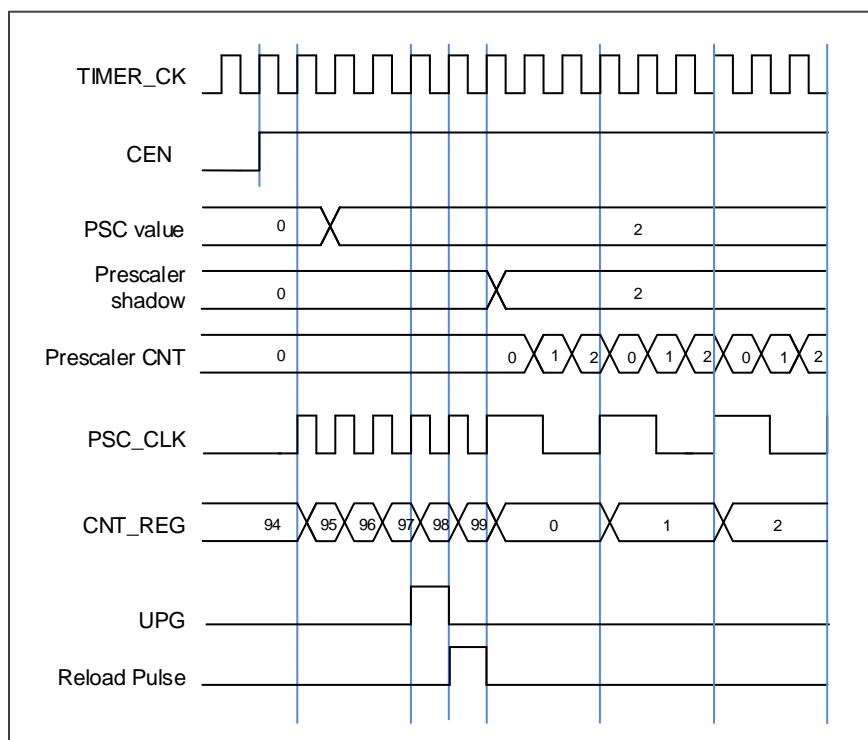 TIMER_CK
CEN
PSC value 0 2
Prescaler
shadow 0 2
Prescaler CNT 0 0 1 2 0 1 2 0 1 2
PSC_CLK
CNT_REG 94 95 96 97 98 99 0 1 2
UPG
Reload Pulse